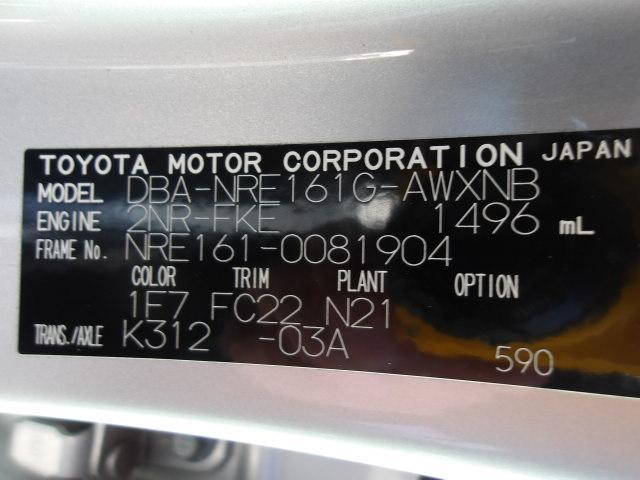 TOYOTA MOTOR CORPORATION JAPAN
MODEL DBA-NRE161G-AWXNB
ENGINE 2NR-FKE 1496 mL
FRAME No. NRE161-0081904
COLOR TRIM PLANT OPTION
1E7 FC22 N21
TRANS./AXLE K312 -03A 590